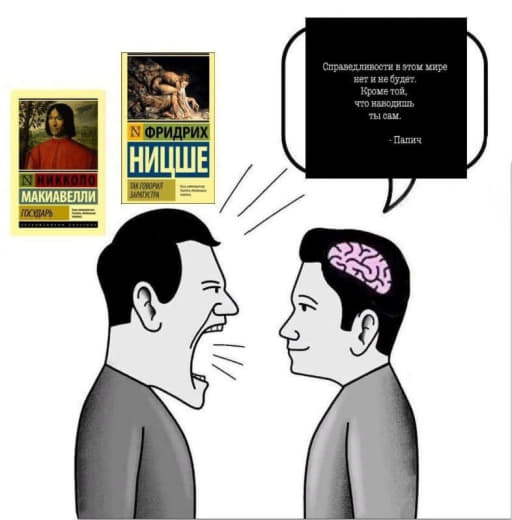 N НИККОЛО
МАКИАВЕЛЛИ
ГОСУДАРЬ
N ФРИДРИХ
НИЦШЕ
ТАК ГОВОРИЛ
ЗАРАТУСТРА
Справедливости в этом мире
нет и не будет.
Кроме той,
что наводишь
ты сам.
- Папич